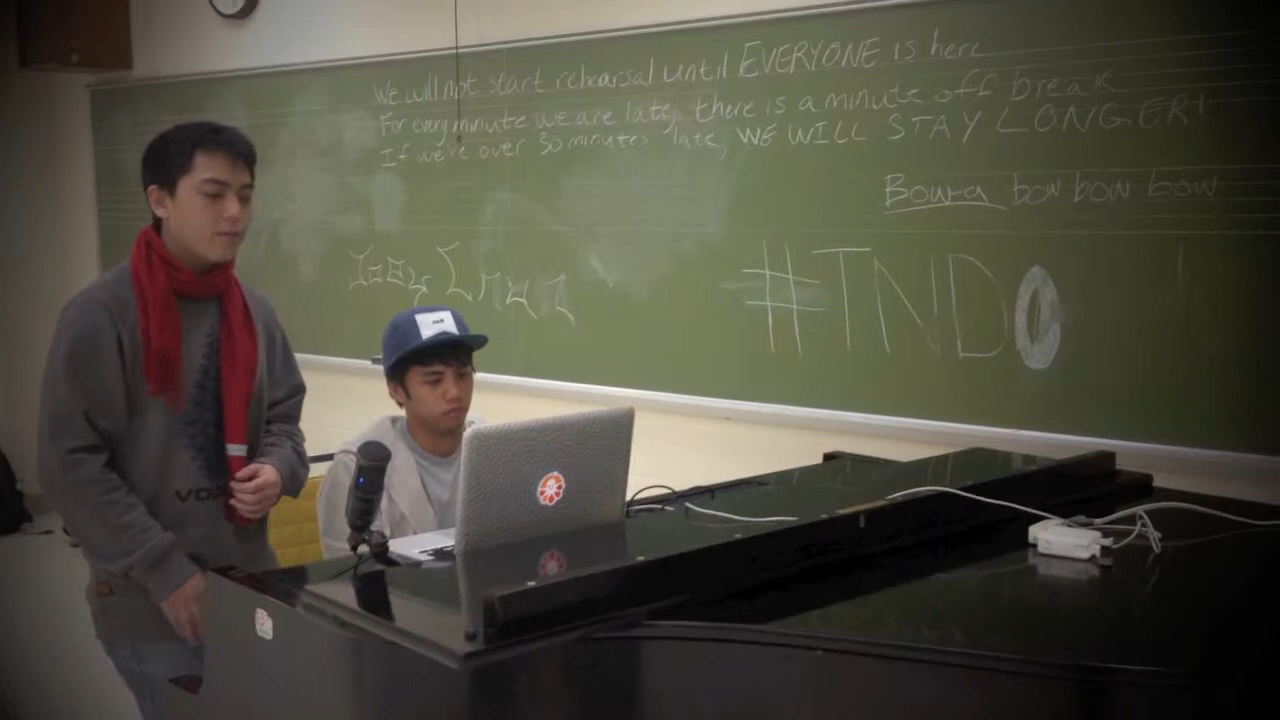 We will not start rehearsal until EVERYONE is here
For every minute we are late, there is a minute off break
If we're over 30 minutes late, WE WILL STAY LONGER!
Bow-a bow bow bow
#TND0